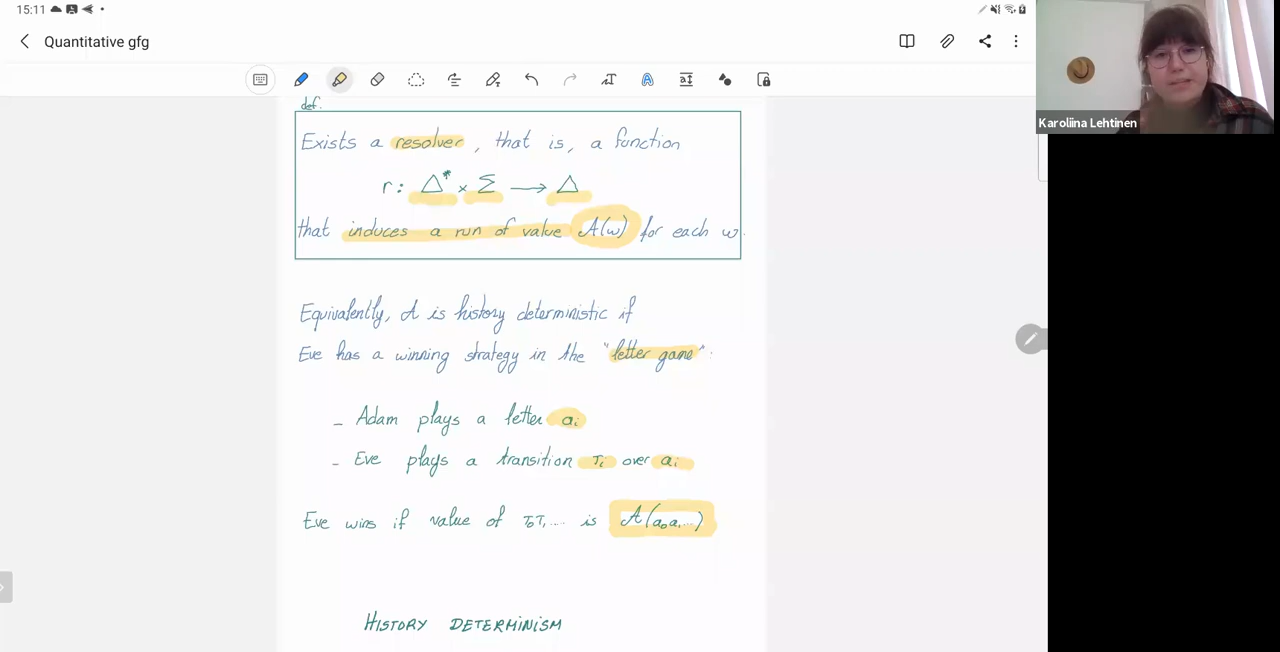 15:11
Quantitative gfg
def.
Exists a resolver, that is, a function
r: Δ* × Σ → Δ
that induces a run of value A(w) for each w.
Equivalently, A is history deterministic if
Eve has a winning strategy in the "letter game":
- Adam plays a letter aᵢ
- Eve plays a transition τᵢ over aᵢ
Eve wins if value of τ₀τ₁.... is A(a₀a₁...)
HISTORY DETERMINISM
Karoliina Lehtinen